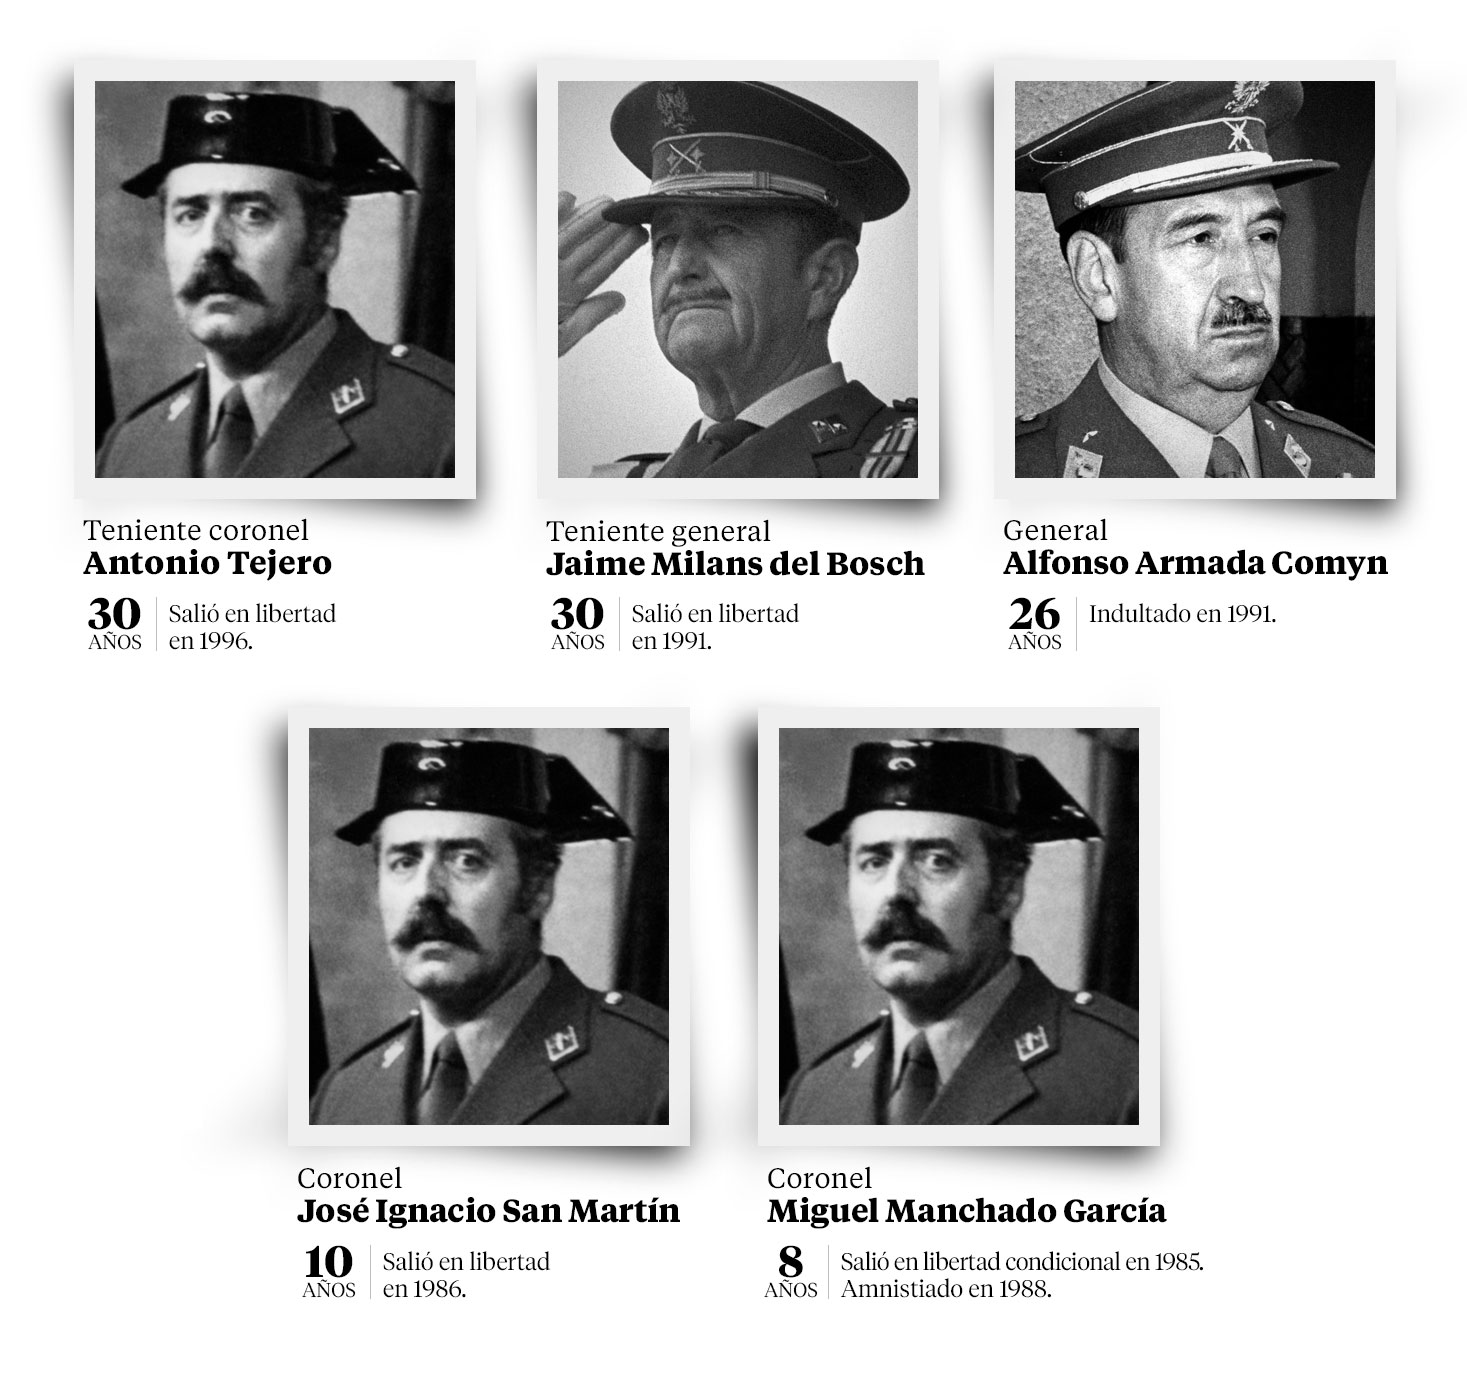 Teniente coronel
Antonio Tejero
30
AÑOS
Salió en libertad
en 1996.
Teniente general
Jaime Milans del Bosch
30
AÑOS
Salió en libertad
en 1991.
General
Alfonso Armada Comyn
26
AÑOS
Indultado en 1991.
Coronel
José Ignacio San Martín
10
AÑOS
Salió en libertad
en 1986.
Coronel
Miguel Manchado García
8
AÑOS
Salió en libertad condicional en 1985.
Amnistiado en 1988.